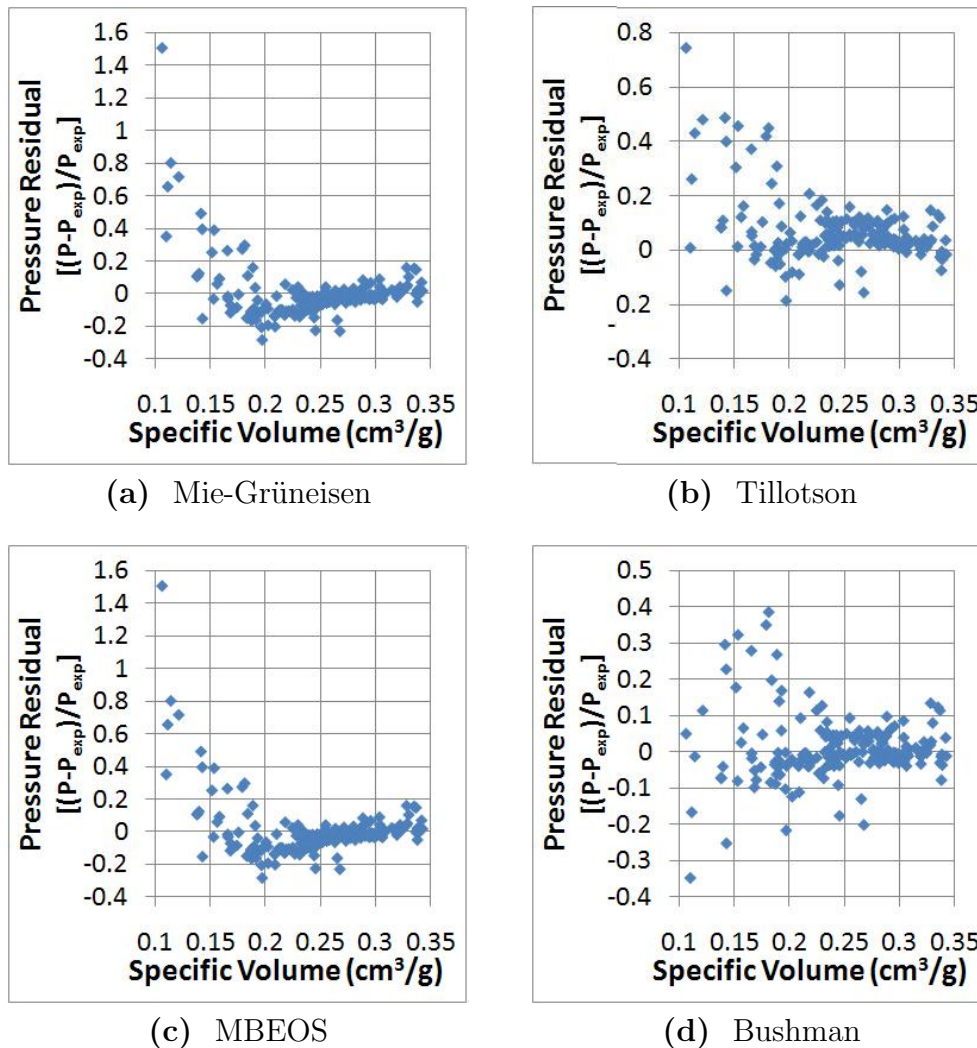 Pressure Residual
[(P-Pexp)/Pexp]
1.6
1.4
1.2
1
0.8
0.6
0.4
0.2
0
-0.2
-0.4
0.1 0.15 0.2 0.25 0.3 0.35
Specific Volume (cm³/g)
(a) Mie-Grüneisen
Pressure Residual
[(P-Pexp)/Pexp]
0.8
0.6
0.4
0.2
0
0.2
-
-0.4
0.1 0.15 0.2 0.25 0.3 0.35
Specific Volume (cm³/g)
(b) Tillotson
Pressure Residual
[(P-Pexp)/Pexp]
1.6
1.4
1.2
1
0.8
0.6
0.4
0.2
0
-0.2
-0.4
0.1 0.15 0.2 0.25 0.3 0.35
Specific Volume (cm³/g)
(c) MBEOS
Pressure Residual
[(P-Pexp)/Pexp]
0.5
0.4
0.3
0.2
0.1
0
-0.1
-0.2
-0.3
-0.4
0.1 0.15 0.2 0.25 0.3 0.35
Specific Volume (cm³/g)
(d) Bushman